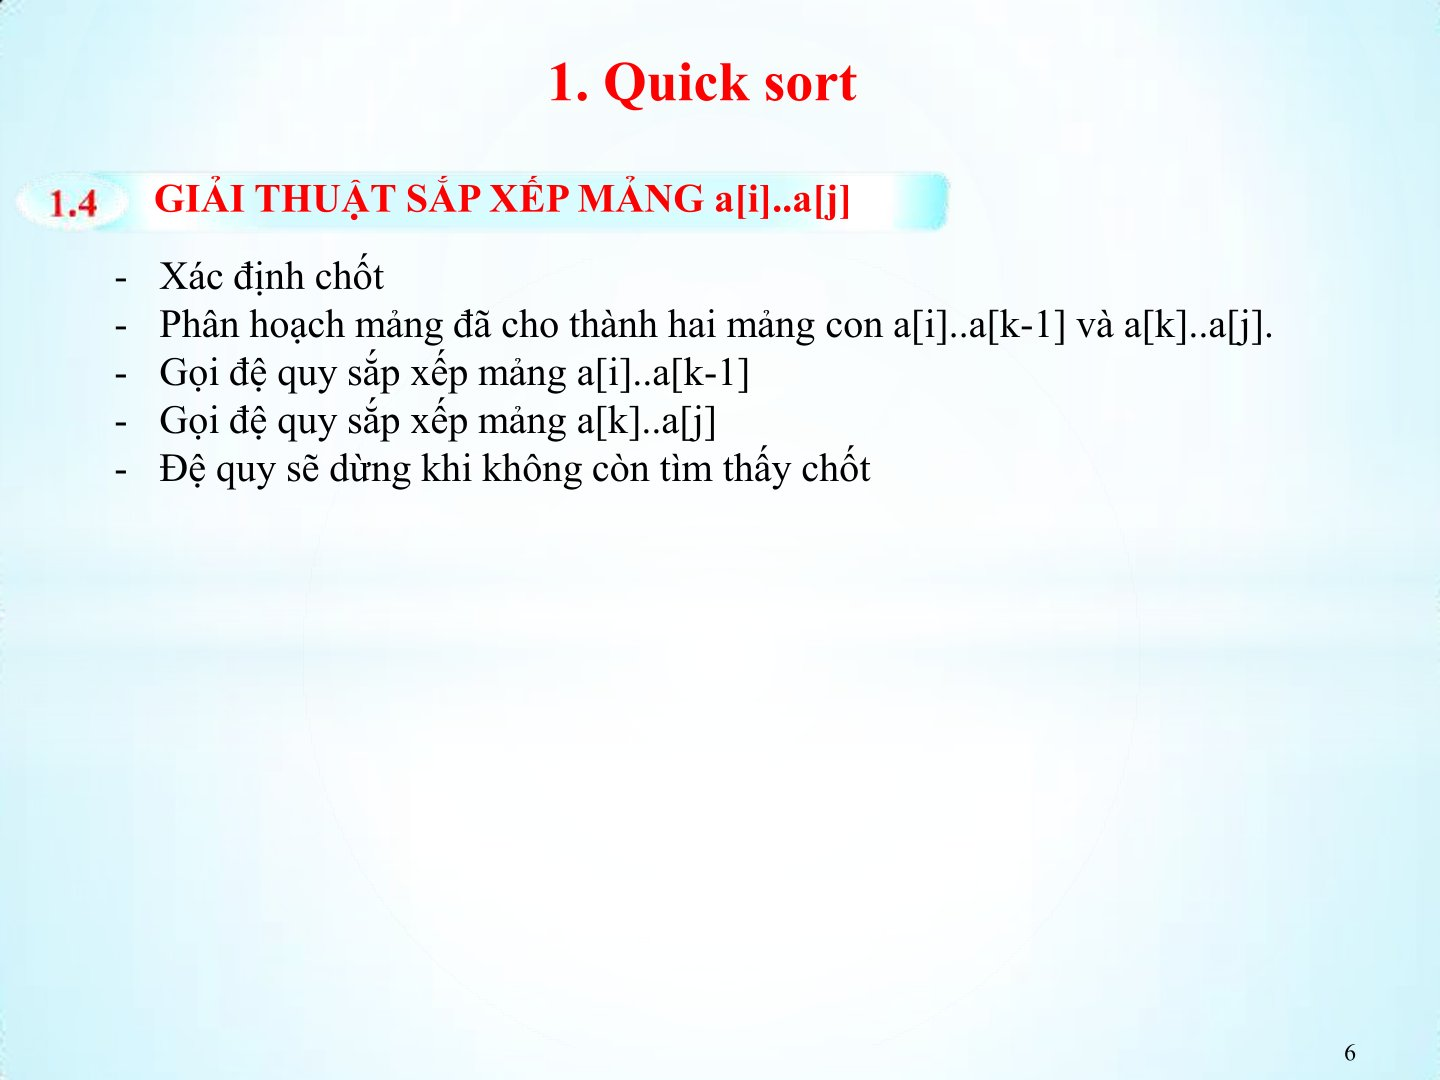 1. Quick sort
1.4 GIẢI THUẬT SẮP XẾP MẢNG a[i]..a[j]
- Xác định chốt
- Phân hoạch mảng đã cho thành hai mảng con a[i]..a[k-1] và a[k]..a[j].
- Gọi đệ quy sắp xếp mảng a[i]..a[k-1]
- Gọi đệ quy sắp xếp mảng a[k]..a[j]
- Đệ quy sẽ dừng khi không còn tìm thấy chốt
6